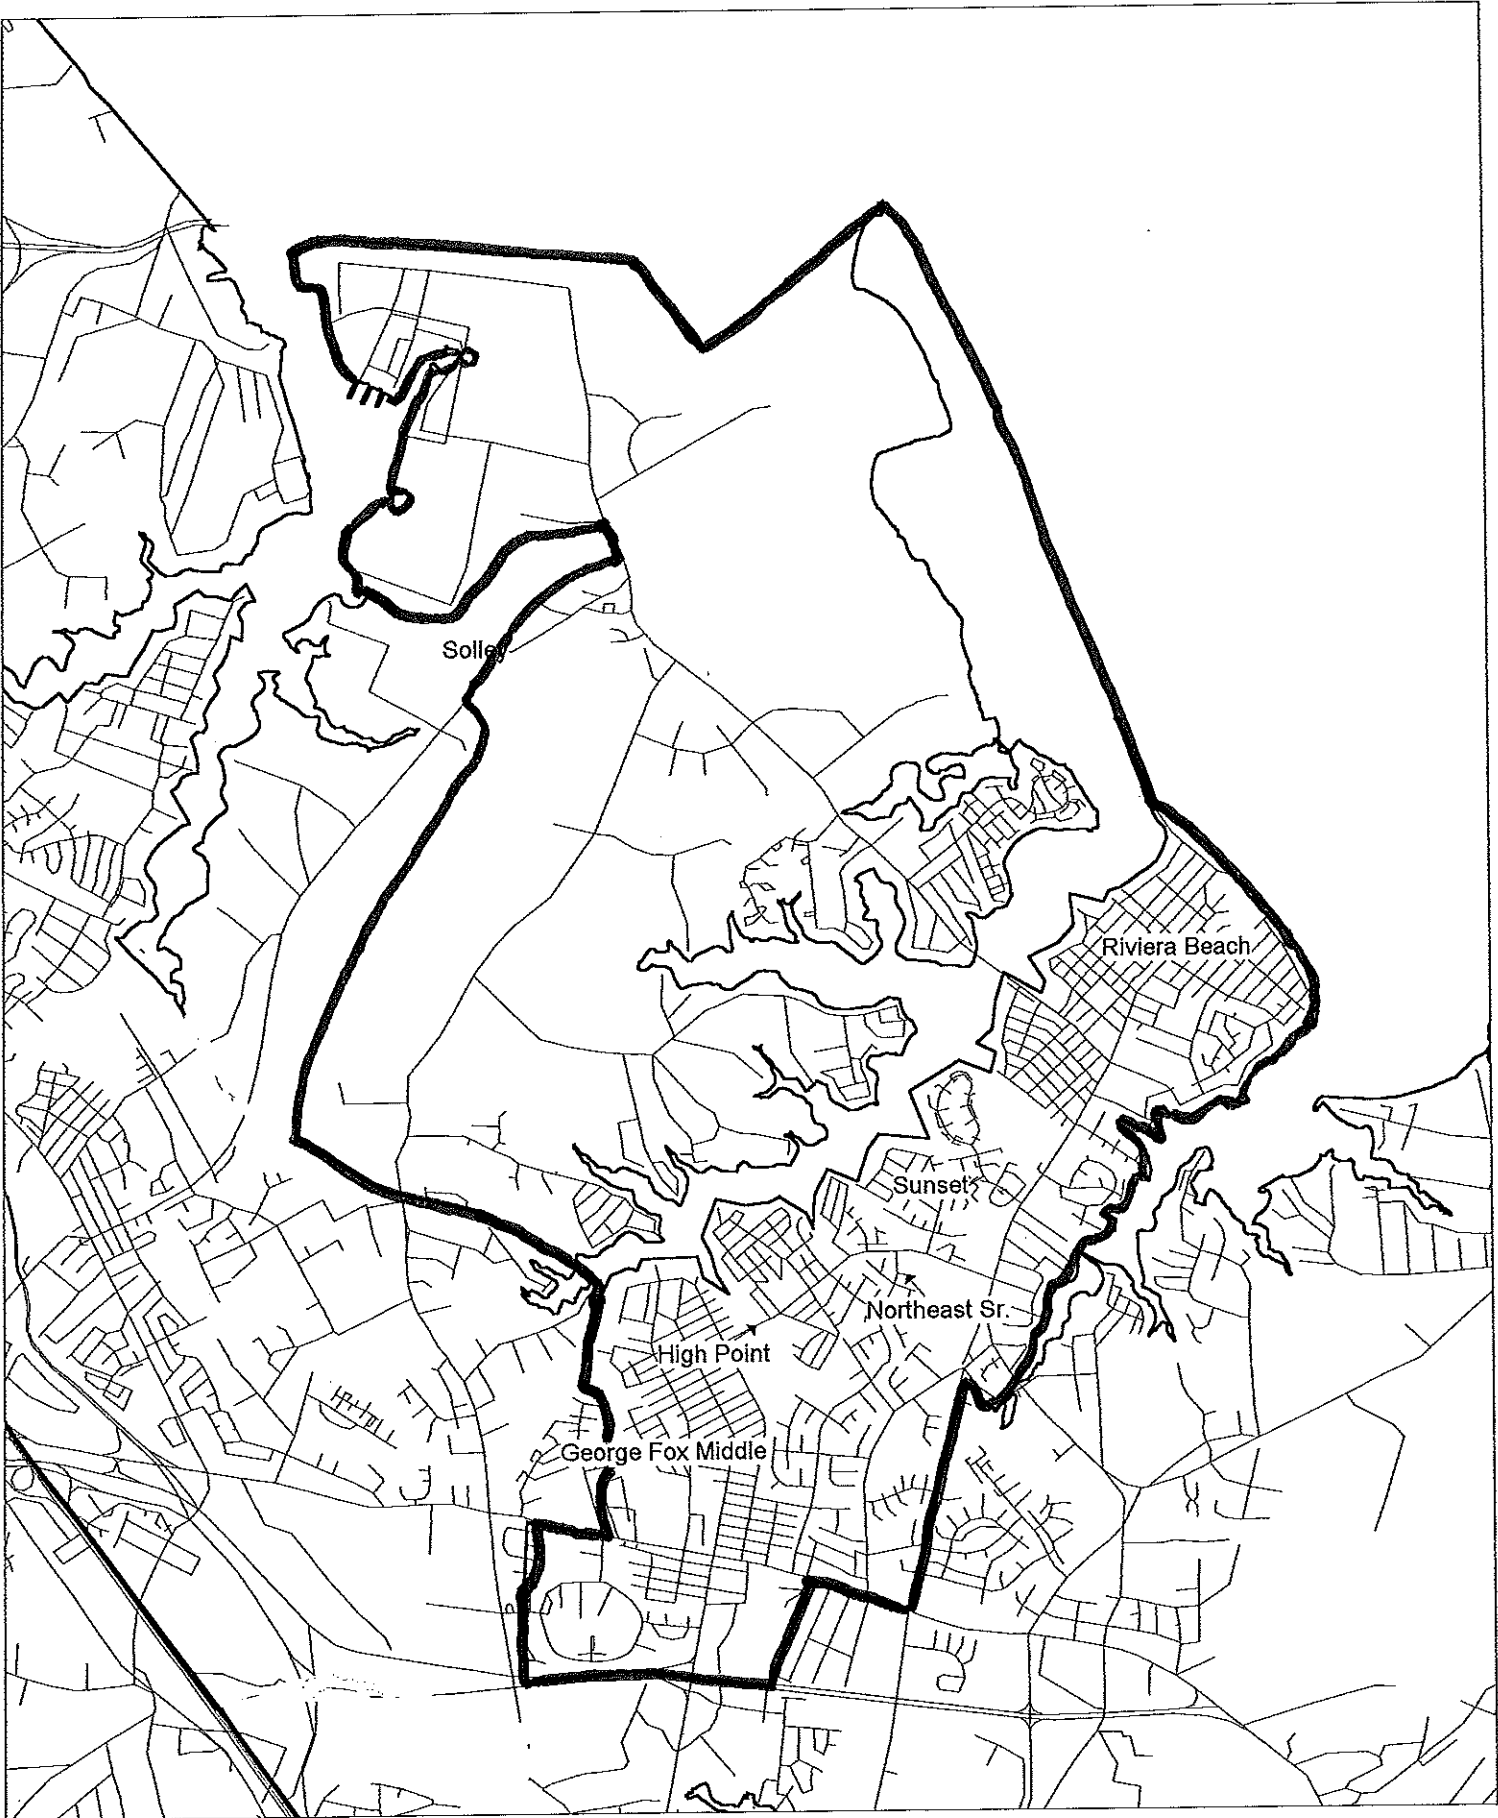 Solley
Riviera Beach
Sunset
Northeast Sr.
High Point
George Fox Middle